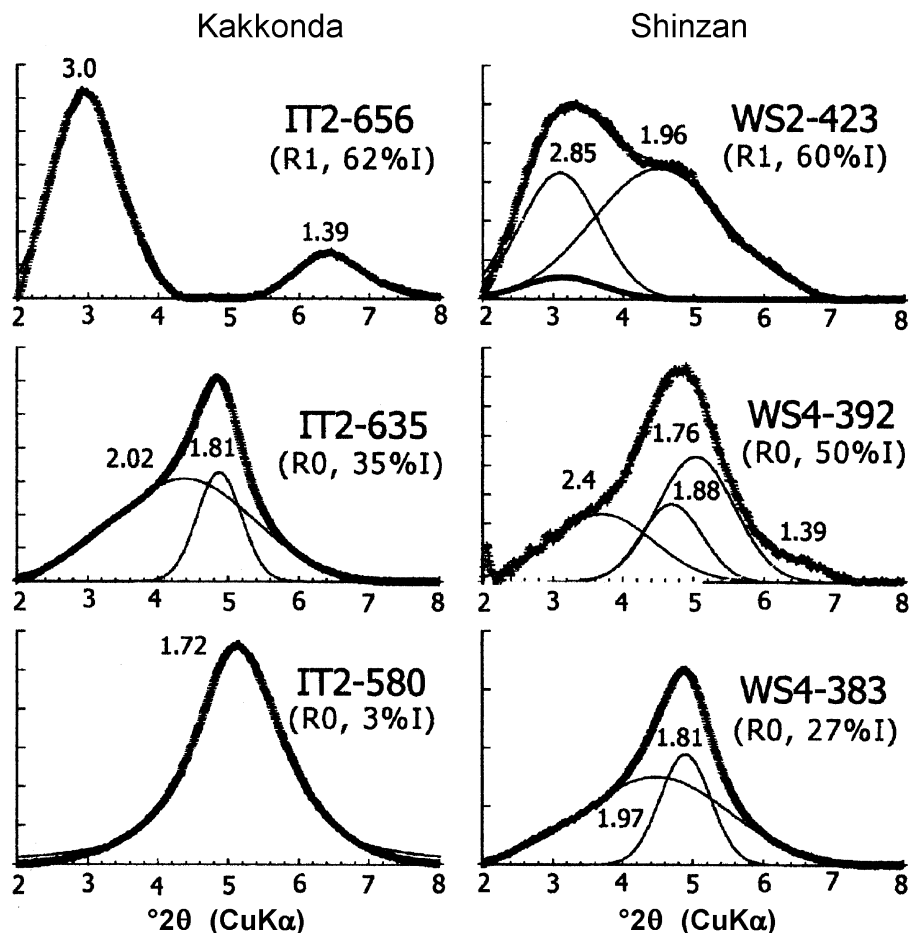 Kakkonda
Shinzan
3.0
IT2-656
(R1, 62%I)
1.39
2 3 4 5 6 7 8
1.96
WS2-423
2.85
(R1, 60%I)
2 3 4 5 6 7 8
IT2-635
2.02
1.81
(R0, 35%I)
2 3 4 5 6 7 8
WS4-392
1.76
(R0, 50%I)
2.4
1.88
1.39
2 3 4 5 6 7 8
1.72
IT2-580
(R0, 3%I)
2 3 4 5 6 7 8
°2θ (CuKα)
WS4-383
1.81
(R0, 27%I)
1.97
2 3 4 5 6 7 8
°2θ (CuKα)